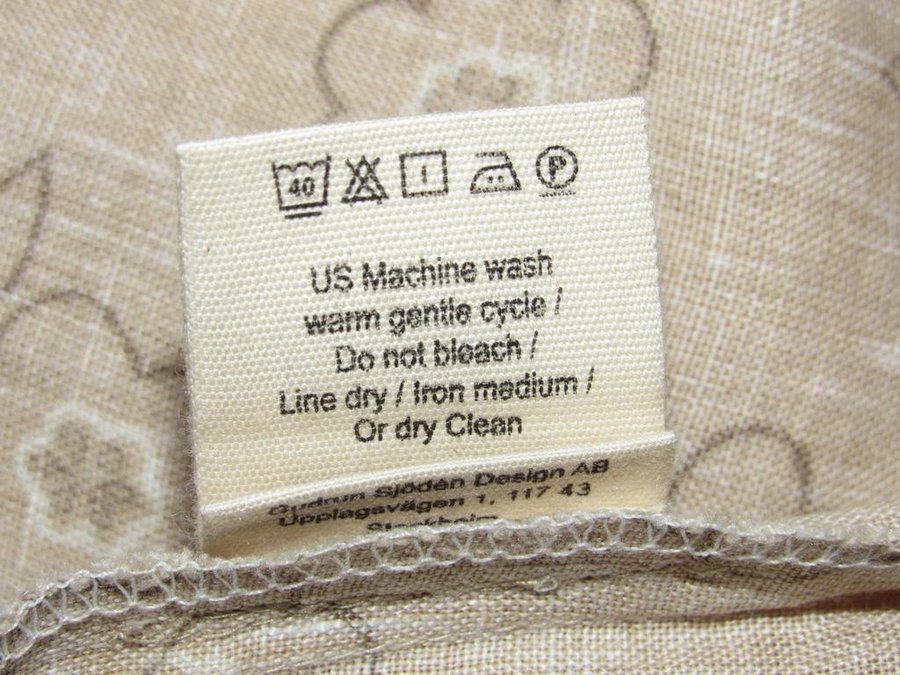 40 I P
US Machine wash
warm gentle cycle /
Do not bleach /
Line dry / Iron medium /
Or dry Clean
Gudrun Sjödén Design AB
Upplagsvägen 1, 117 43
Stockholm